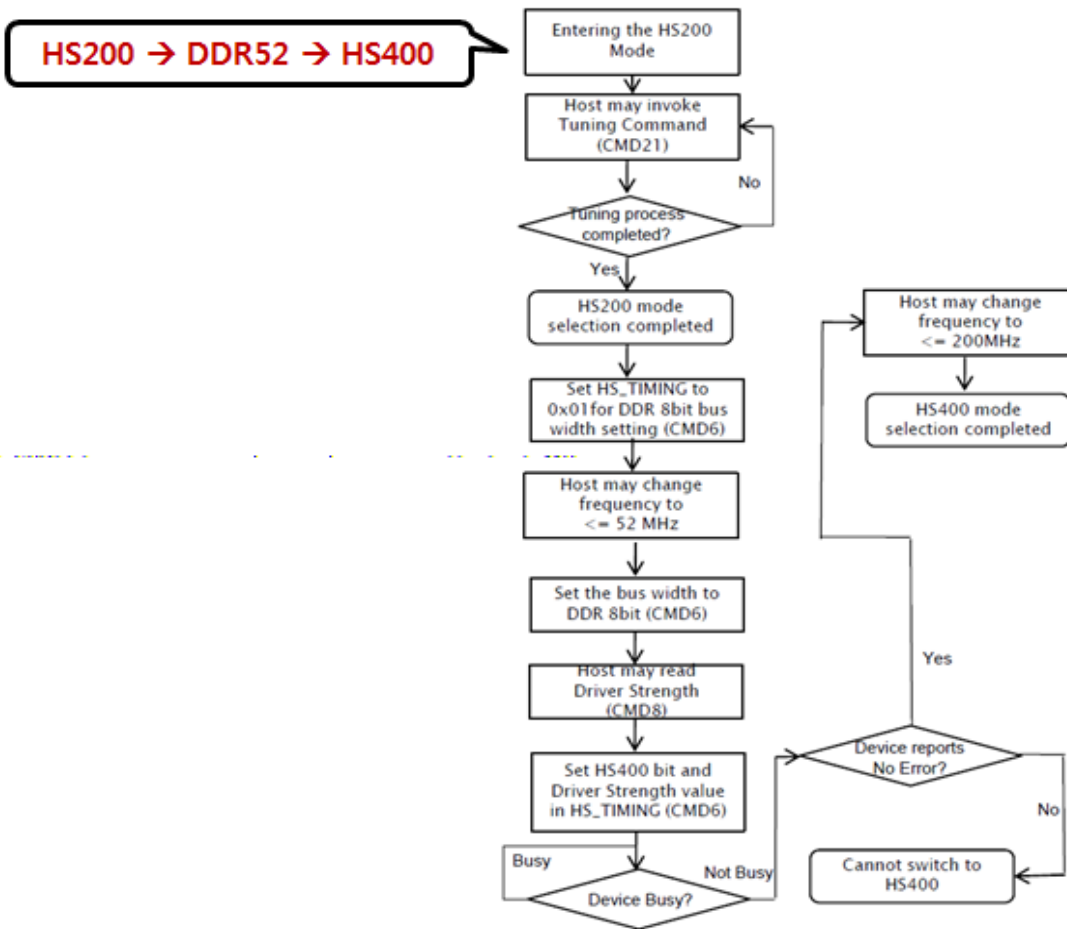 HS200 → DDR52 → HS400
Entering the HS200
Mode
Host may invoke
Tuning Command
(CMD21)
No
Tuning process
completed?
Yes
HS200 mode
selection completed
Set HS_TIMING to
0x01for DDR 8bit bus
width setting (CMD6)
Host may change
frequency to
<= 52 MHz
Set the bus width to
DDR 8bit (CMD6)
Host may read
Driver Strength
(CMD8)
Set HS400 bit and
Driver Strength value
in HS_TIMING (CMD6)
Busy
Device Busy?
Not Busy
Device reports
No Error?
Yes
No
Host may change
frequency to
<= 200MHz
HS400 mode
selection completed
Cannot switch to
HS400